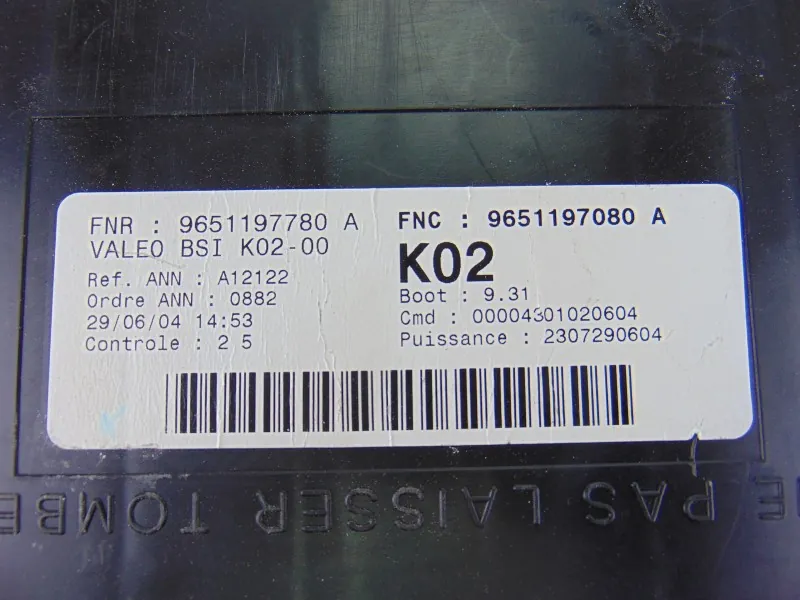 FNR : 9651197780 A
VALEO BSI K02-00
Ref. ANN : A12122
Ordre ANN : 0882
29/06/04 14:53
Controle : 2 5
FNC : 9651197080 A
K02
Boot : 9.31
Cmd : 00004301020604
Puissance : 2307290604
NE PAS LAISSER TOMBE